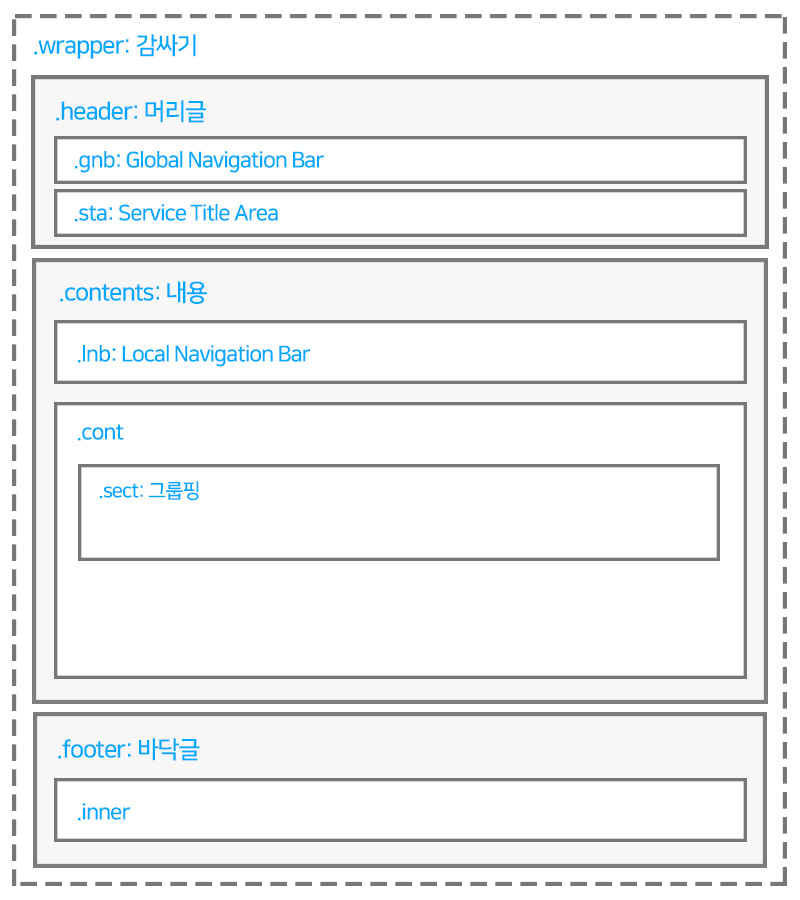 .wrapper: 감싸기
.header: 머리글
.gnb: Global Navigation Bar
.sta: Service Title Area
.contents: 내용
.lnb: Local Navigation Bar
.cont
.sect: 그룹핑
.footer: 바닥글
.inner